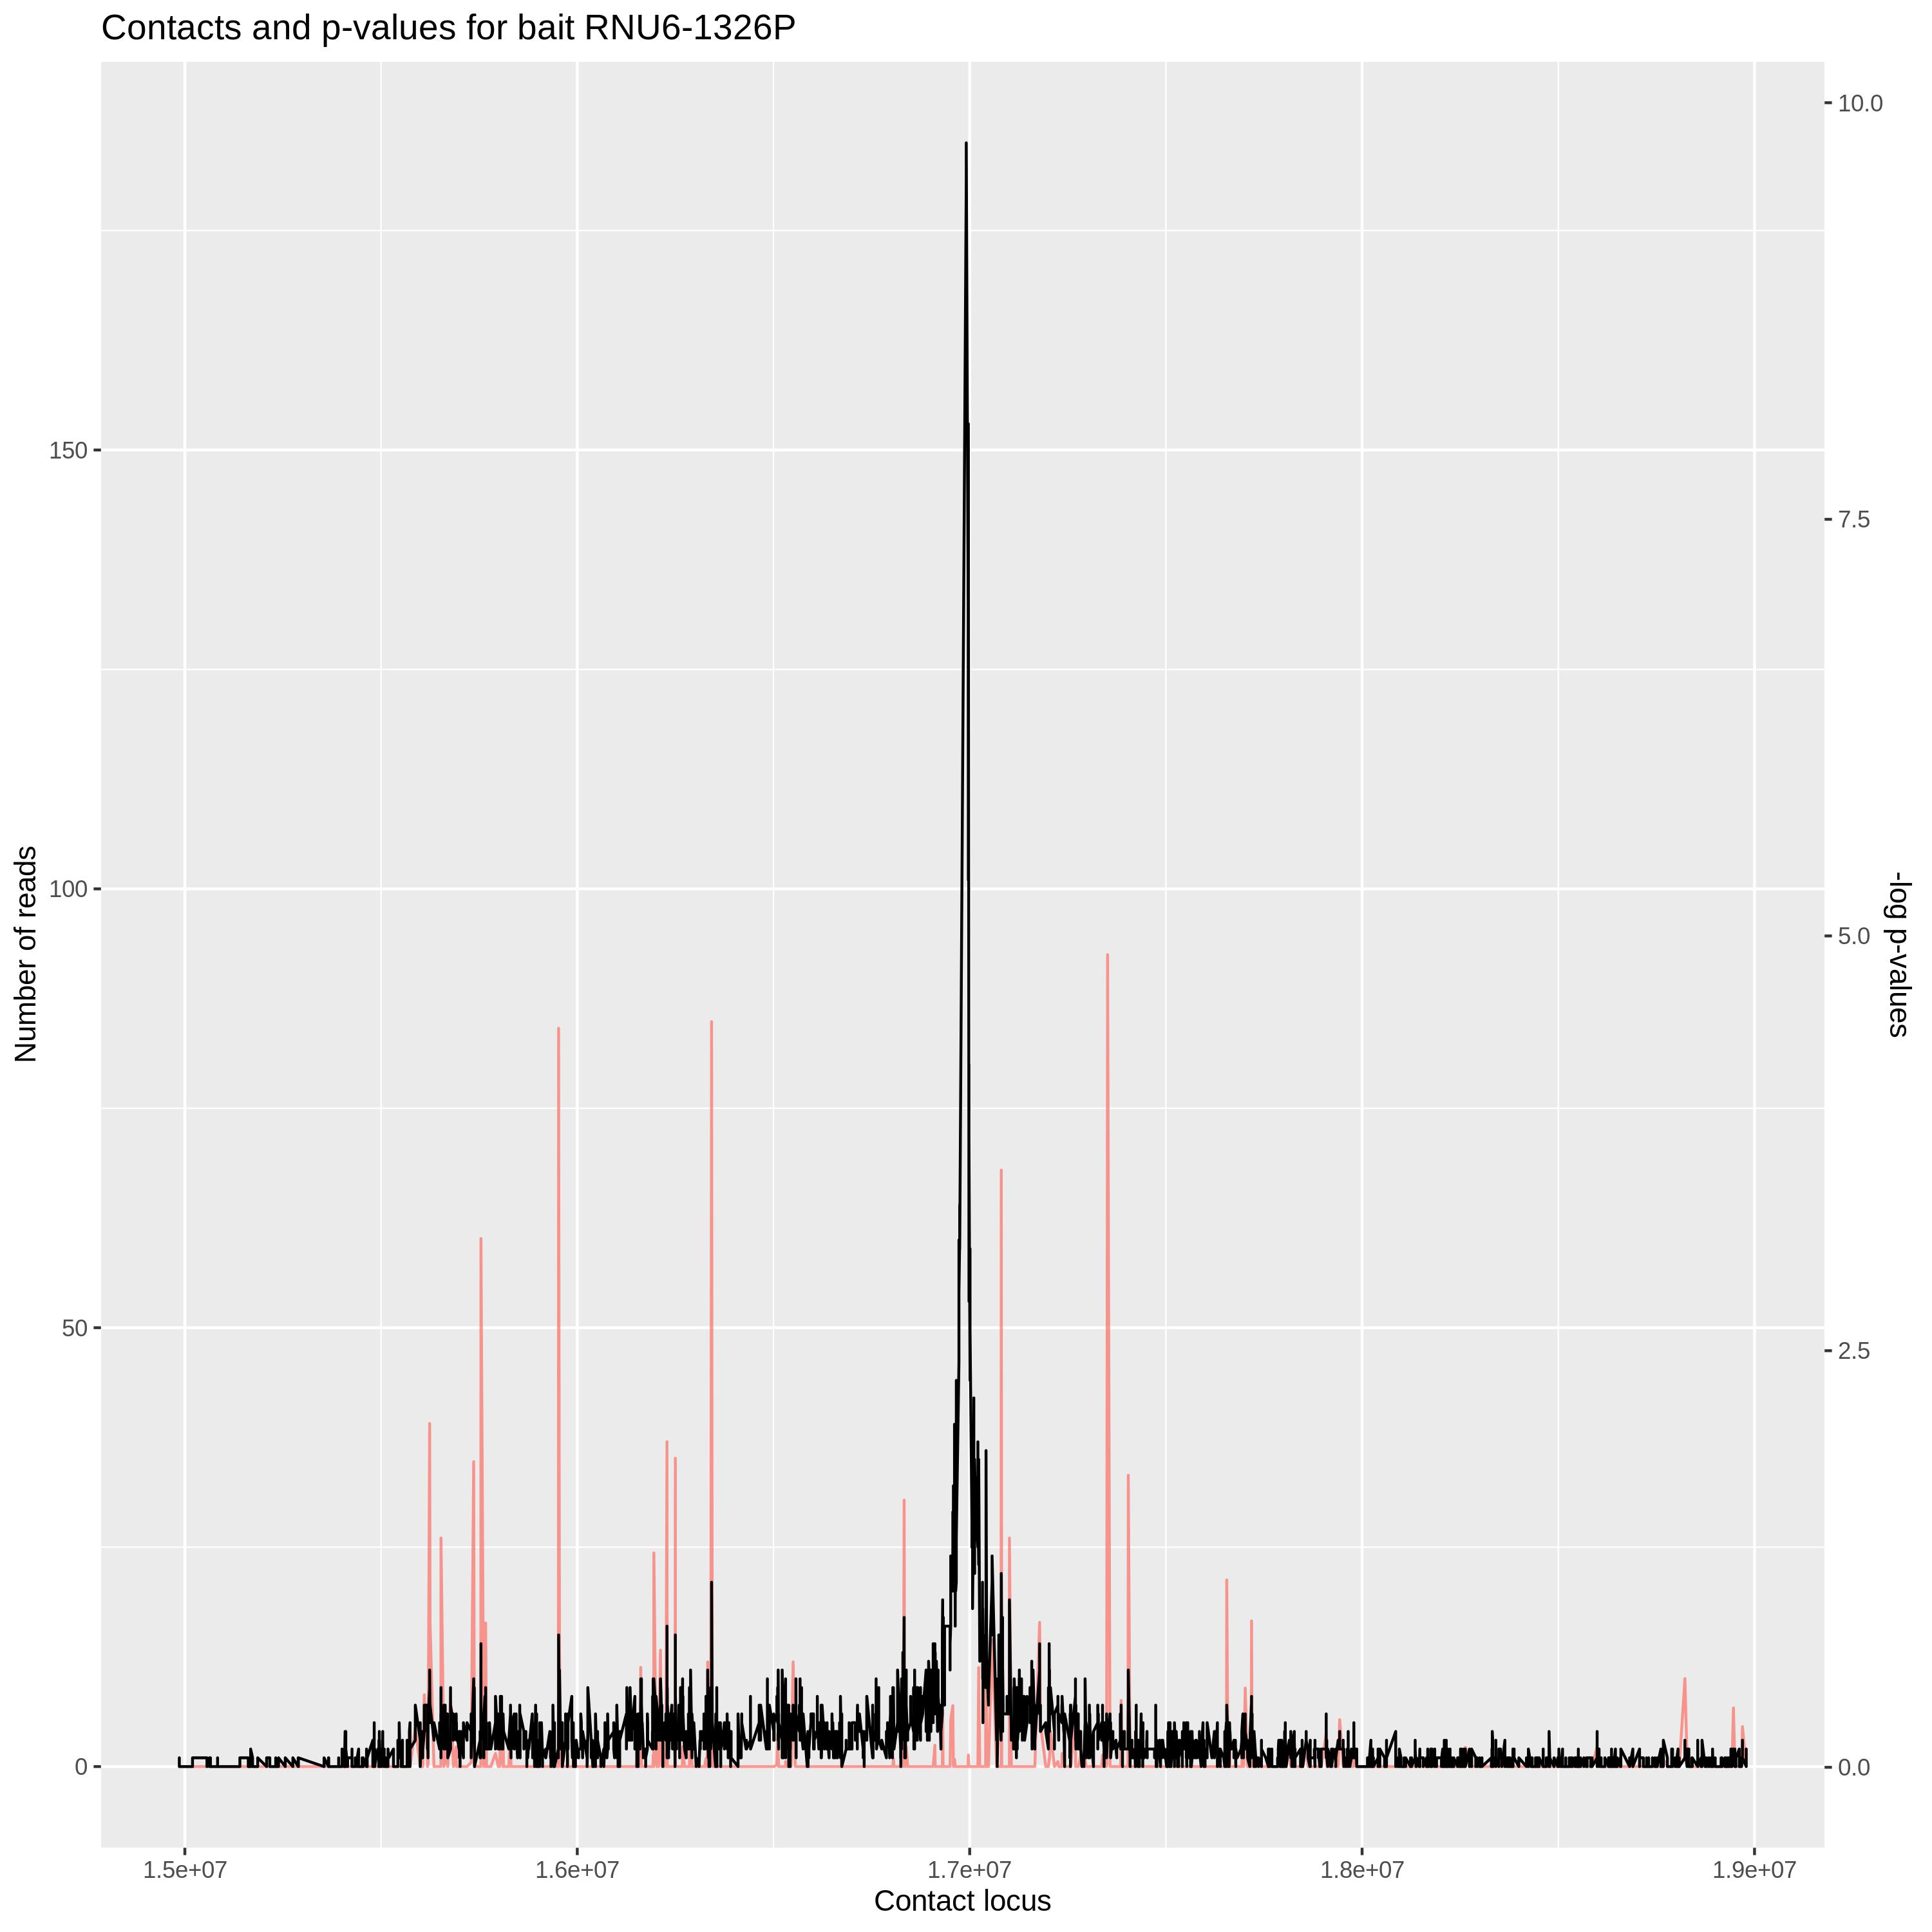 Contacts and p-values for bait RNU6-1326P
Number of reads
150
100
50
0
10.0
7.5
5.0
2.5
0.0
-log p-values
1.5e+07
1.6e+07
1.7e+07
1.8e+07
1.9e+07
Contact locus